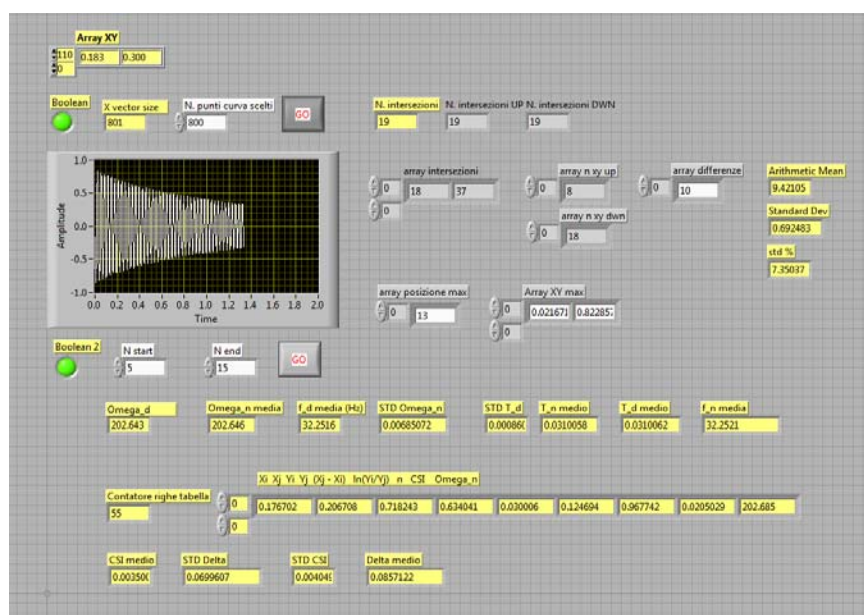 Array XY
110 0.183 0.300
0
Boolean X vector size N. punti curva scelti
801 800 GO
N. intersezioni N. intersezioni UP N. intersezioni DWN
19 19 19
1.0
0.5
0.0
-0.5
-1.0
Amplitude
0.0 0.2 0.4 0.6 0.8 1.0 1.2 1.4 1.6 1.8 2.0
Time
array intersezioni
0 18 37
0
array n xy up
0 8
array n xy dwn
0 18
array differenze
0 10
Arithmetic Mean
9.42105
Standard Dev
0.692483
std %
7.35037
array posizione max
0 13
Array XY max
0 0.021671 0.82285
0
Boolean 2 N start N end
5 15 GO
Omega_d Omega_n media f_d media (Hz) STD Omega_n STD T_d T_n medio T_d medio f_n media
202.643 202.646 32.2516 0.00685072 0.00086 0.0310058 0.0310062 32.2521
Xi Xj Yi Yj (Xj - Xi) ln(Yi/Yj) n CSI Omega_n
Contatore righe tabella
55
0 0.176702 0.206708 0.718243 0.634041 0.030006 0.124694 0.967742 0.0205029 202.685
0
CSI medio STD Delta STD CSI Delta medio
0.00350 0.0699607 0.00404 0.0857122